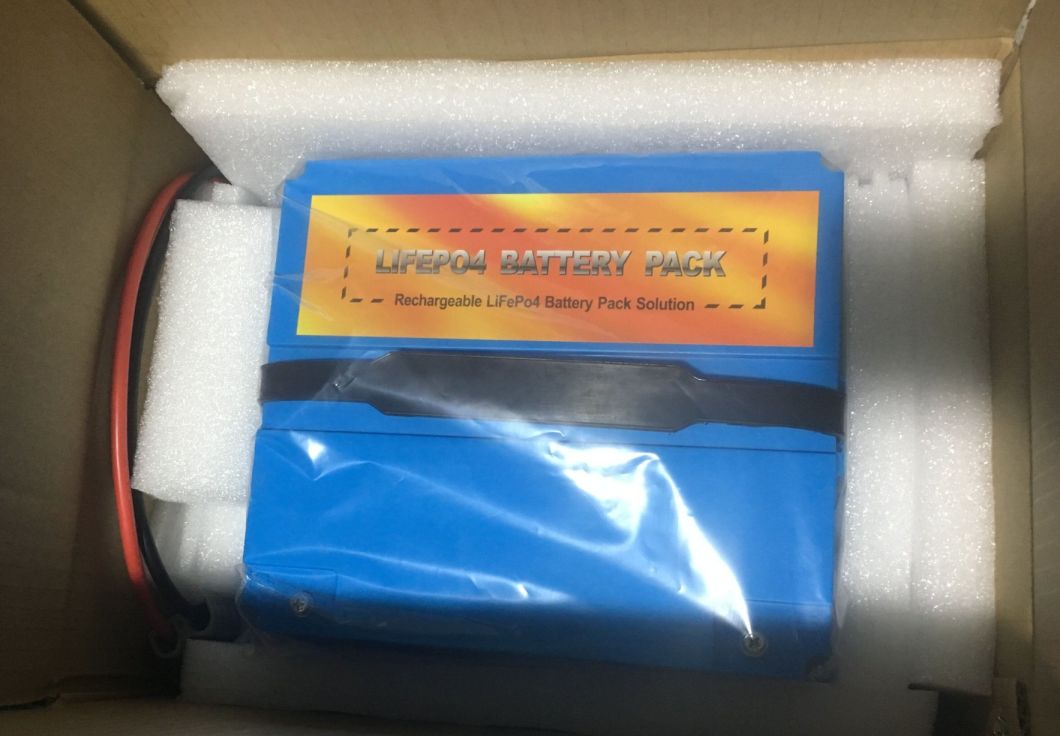 LIFEPO4 BATTERY PACK
Rechargeable LiFePo4 Battery Pack Solution